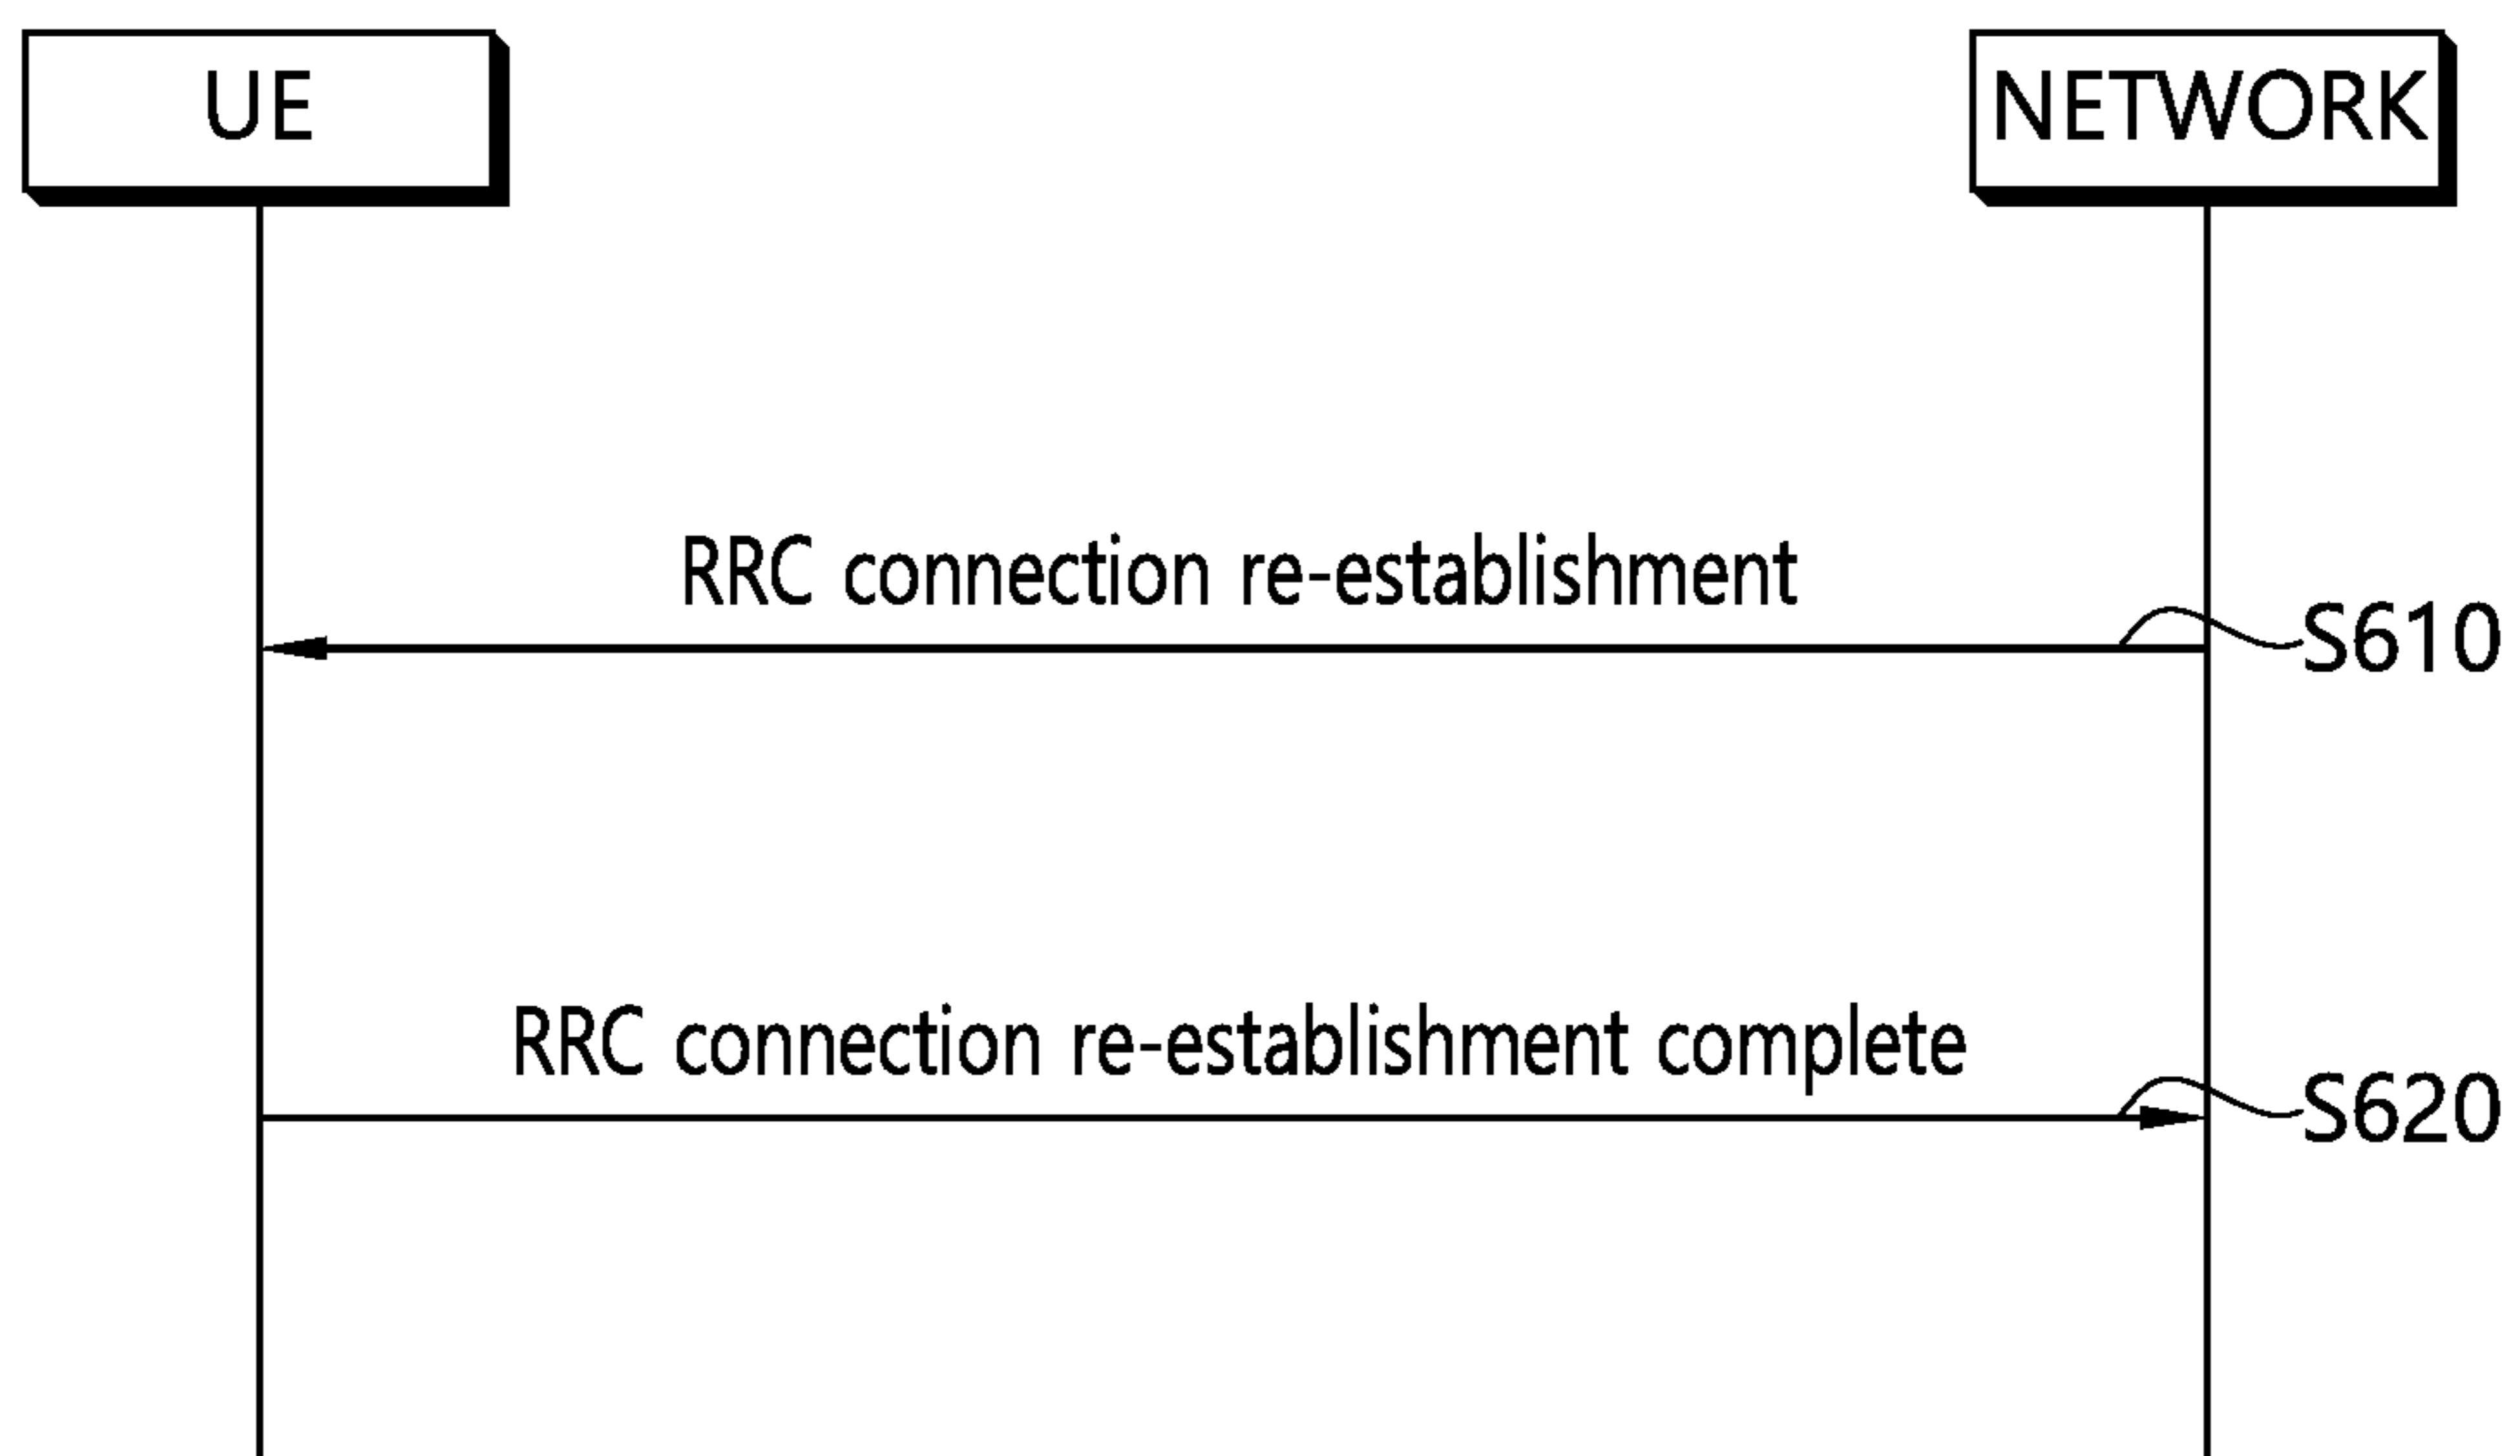 UE
NETWORK
RRC connection re-establishment
S610
RRC connection re-establishment complete
S620